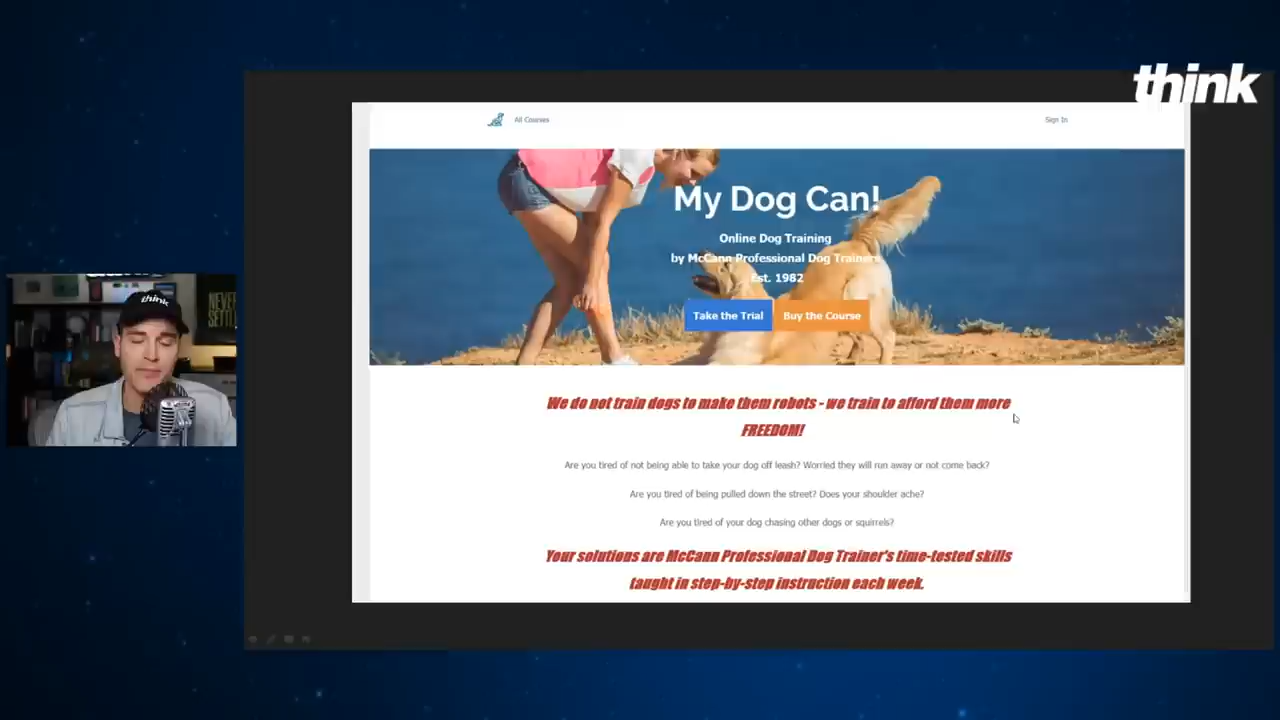 think
All Courses
Sign In
My Dog Can!
Online Dog Training
by McCann Professional Dog Trainers
Est. 1982
Take the Trial
Buy the Course
We do not train dogs to make them robots - we train to afford them more
FREEDOM!
Are you tired of not being able to take your dog off leash? Worried they will run away or not come back?
Are you tired of being pulled down the street? Does your shoulder ache?
Are you tired of your dog chasing other dogs or squirrels?
Your solutions are McCann Professional Dog Trainer's time-tested skills
taught in step-by-step instruction each week.
think
NEVER
SETTLE